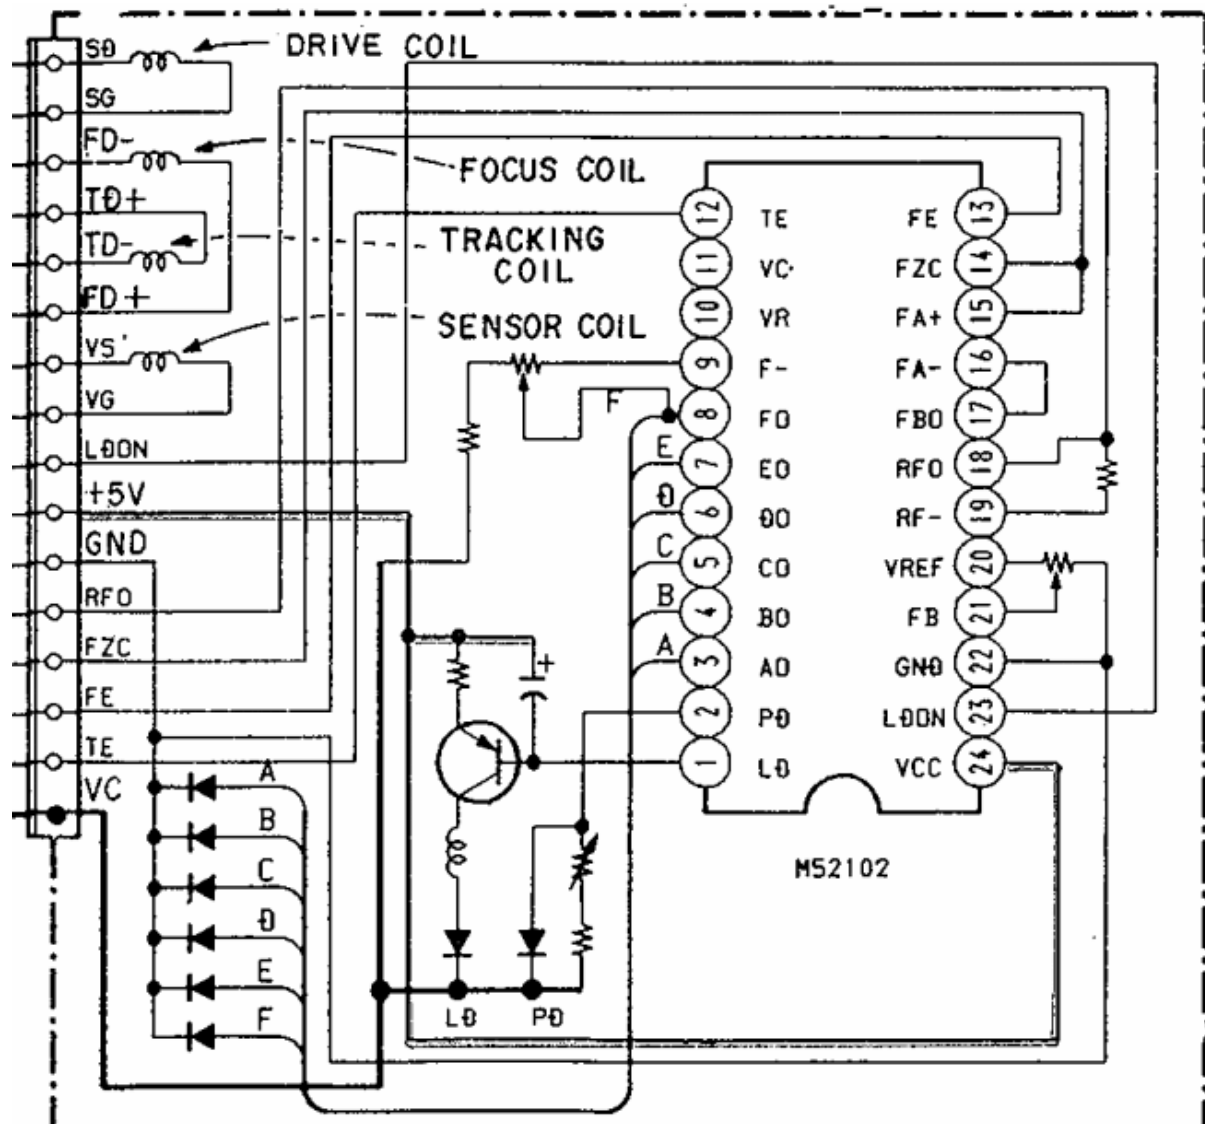 SD
DRIVE COIL
SG
FD-
FOCUS COIL
TD+
TD-
TRACKING
COIL
FD+
SENSOR COIL
VS
VG
LDON
+5V
GND
RFO
FZC
FE
TE
VC
A
B
C
D
E
F
F
E
D
C
B
A
LD PD
12 TE FE 13
11 VC FZC 14
10 VR FA+ 15
9 F- FA- 16
8 FO FBO 17
7 EO RFO 18
6 DO RF- 19
5 CO VREF 20
4 BO FB 21
3 AO GND 22
2 PD LDON 23
1 LD VCC 24
+
M52102